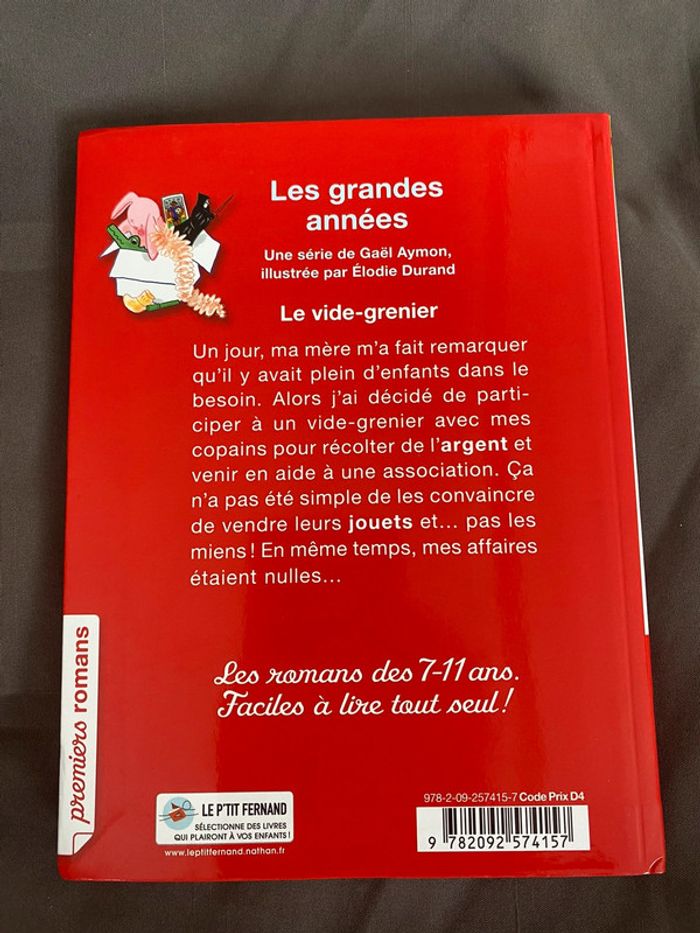 Les grandes
années
Une série de Gaël Aymon,
illustrée par Élodie Durand
Le vide-grenier
Un jour, ma mère m'a fait remarquer
qu'il y avait plein d'enfants dans le
besoin. Alors j'ai décidé de parti-
ciper à un vide-grenier avec mes
copains pour récolter de l'argent et
venir en aide à une association. Ça
n'a pas été simple de les convaincre
de vendre leurs jouets et... pas les
miens ! En même temps, mes affaires
étaient nulles...
Les romans des 7-11 ans.
Faciles à lire tout seul !
premiers romans
LE P'TIT FERNAND
SÉLECTIONNE DES LIVRES
QUI PLAIRONT À VOS ENFANTS !
www.leptitfernand.nathan.fr
978-2-09-257415-7 Code Prix D4
9 782092 574157